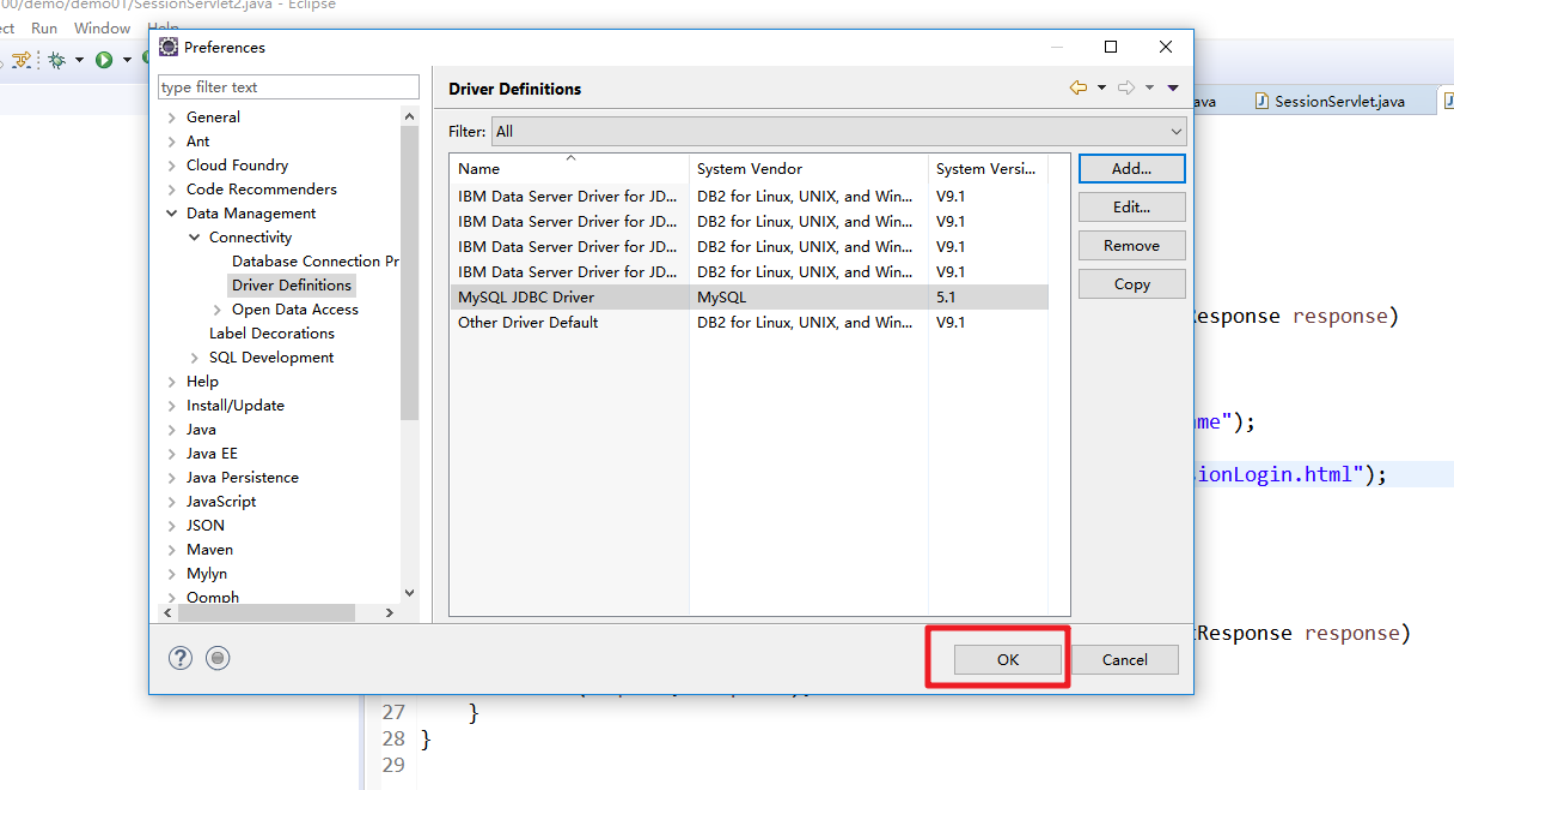 00/demo/demo01/SessionServlet2.java - Eclipse
ect Run Window Help
Preferences
type filter text
General
Ant
Cloud Foundry
Code Recommenders
Data Management
Connectivity
Database Connection Pr
Driver Definitions
Open Data Access
Label Decorations
SQL Development
Help
Install/Update
Java
Java EE
Java Persistence
JavaScript
JSON
Maven
Mylyn
Oomph
Driver Definitions
Filter: All
Name System Vendor System Versi...
IBM Data Server Driver for JD... DB2 for Linux, UNIX, and Win... V9.1
IBM Data Server Driver for JD... DB2 for Linux, UNIX, and Win... V9.1
IBM Data Server Driver for JD... DB2 for Linux, UNIX, and Win... V9.1
IBM Data Server Driver for JD... DB2 for Linux, UNIX, and Win... V9.1
MySQL JDBC Driver MySQL 5.1
Other Driver Default DB2 for Linux, UNIX, and Win... V9.1
Add...
Edit...
Remove
Copy
OK Cancel
ava SessionServlet.java
esponse response)
me");
sionLogin.html");
Response response)
27 }
28 }
29